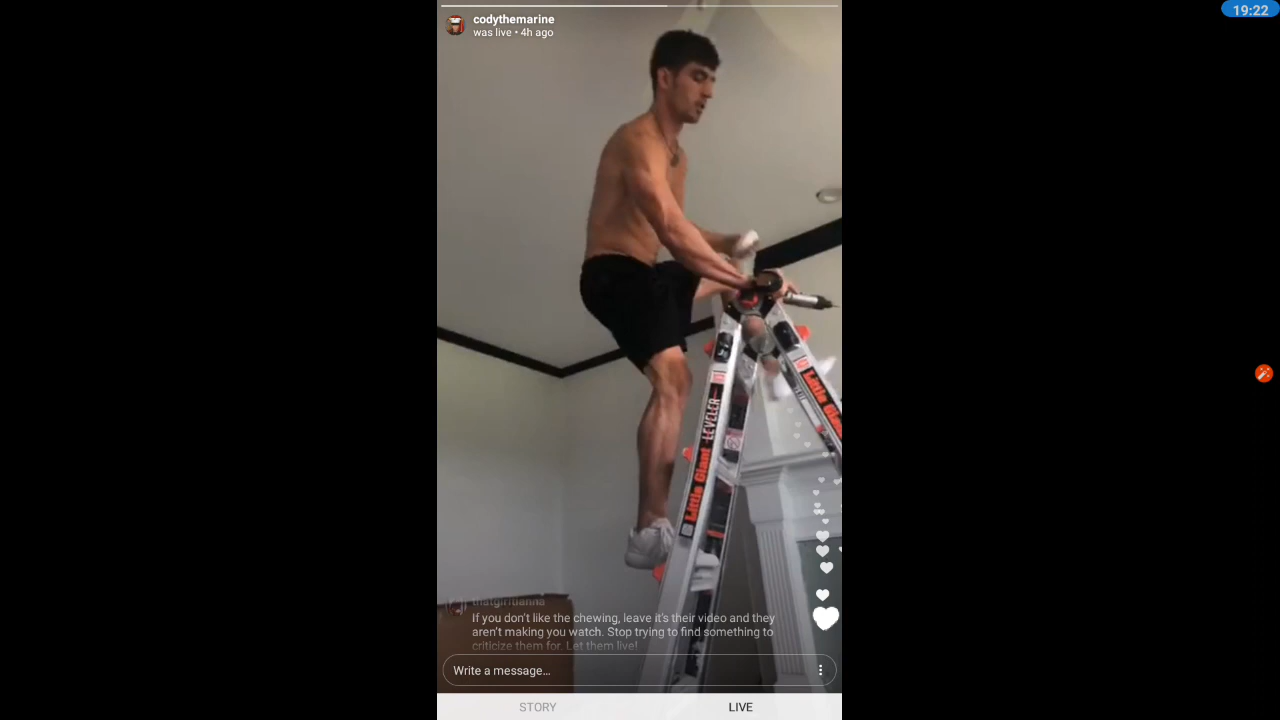 19:22
codythemarine
was live • 4h ago
Little Giant LEVELER
Little Giant
If you don't like the chewing, leave it's their video and they
aren't making you watch. Stop trying to find something to
criticize them for. Let them live!
Write a message...
STORY
LIVE